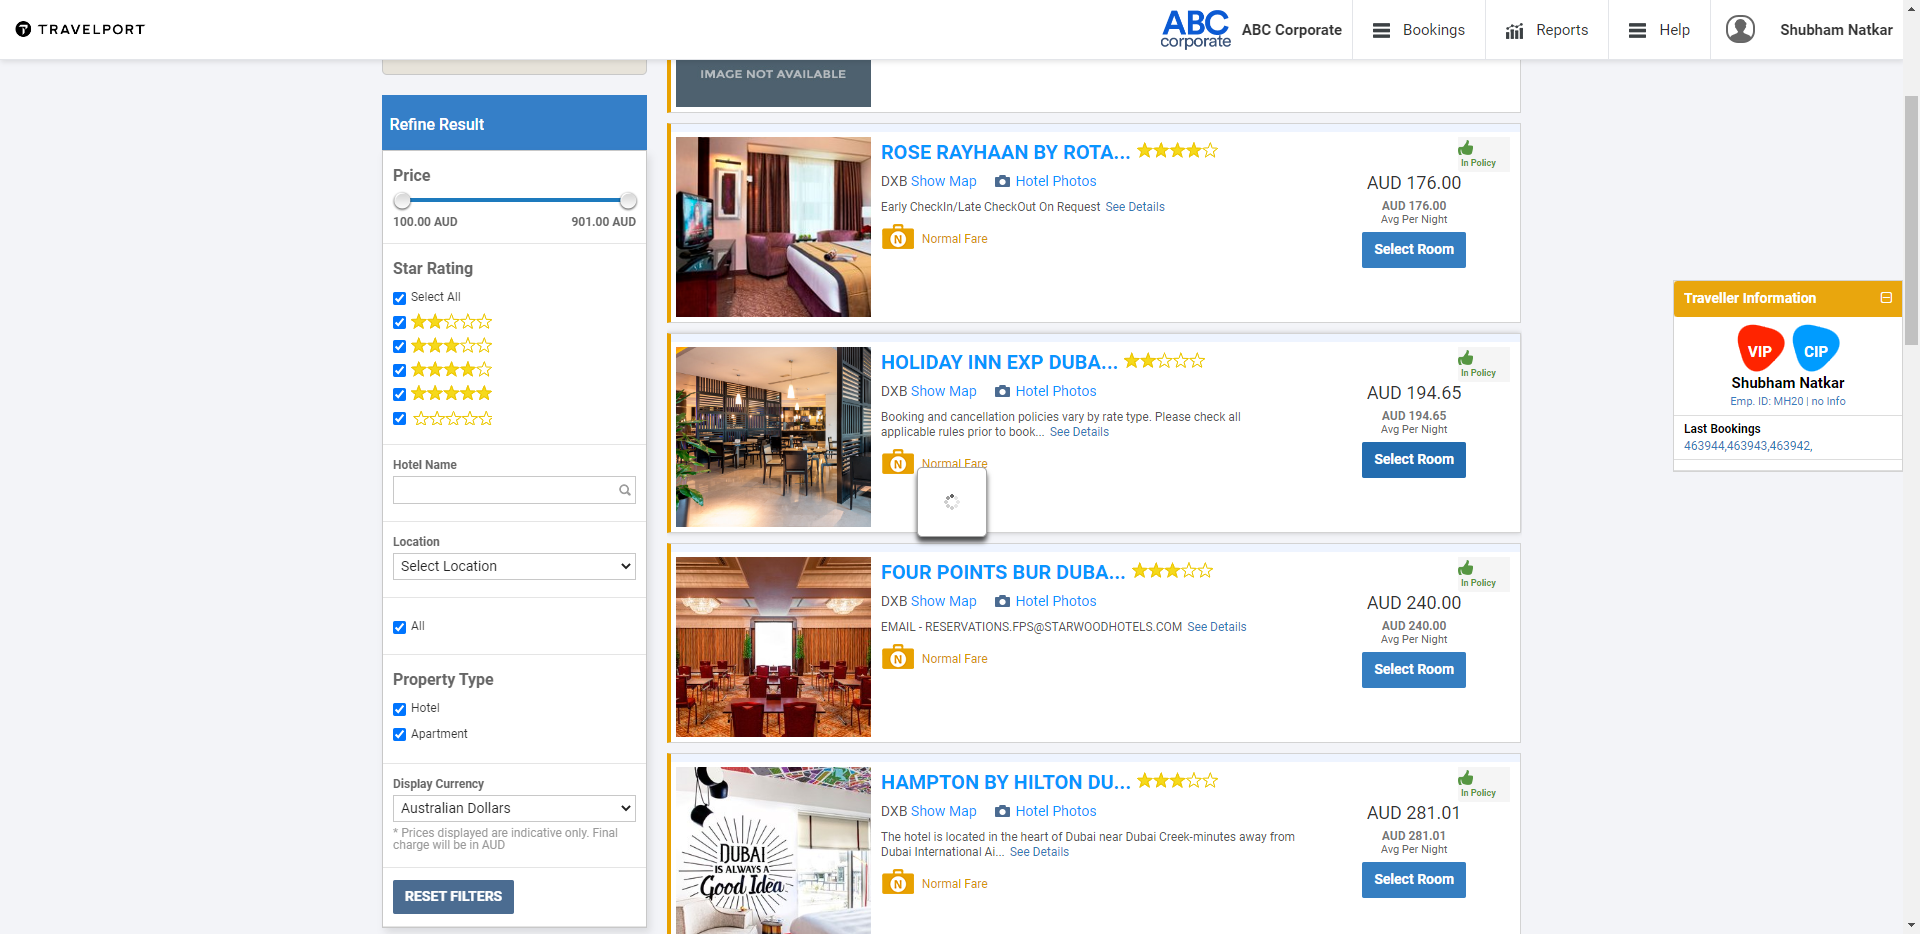 TRAVELPORT
ABC
corporate
ABC Corporate
Bookings
Reports
Help
Shubham Natkar
Refine Result
Price
100.00 AUD
901.00 AUD
Star Rating
Select All
Hotel Name
Location
Select Location
All
Property Type
Hotel
Apartment
Display Currency
Australian Dollars
* Prices displayed are indicative only. Final
charge will be in AUD
RESET FILTERS
IMAGE NOT AVAILABLE
ROSE RAYHAAN BY ROTA...
DXB Show Map Hotel Photos
Early CheckIn/Late CheckOut On Request See Details
N Normal Fare
In Policy
AUD 176.00
AUD 176.00
Avg Per Night
Select Room
HOLIDAY INN EXP DUBA...
DXB Show Map Hotel Photos
Booking and cancellation policies vary by rate type. Please check all
applicable rules prior to book... See Details
N Normal Fare
In Policy
AUD 194.65
AUD 194.65
Avg Per Night
Select Room
FOUR POINTS BUR DUBA...
DXB Show Map Hotel Photos
EMAIL - RESERVATIONS.FPS@STARWOODHOTELS.COM See Details
N Normal Fare
In Policy
AUD 240.00
AUD 240.00
Avg Per Night
Select Room
DUBAI
IS ALWAYS A
Good Idea
HAMPTON BY HILTON DU...
DXB Show Map Hotel Photos
The hotel is located in the heart of Dubai near Dubai Creek-minutes away from
Dubai International Ai... See Details
N Normal Fare
In Policy
AUD 281.01
AUD 281.01
Avg Per Night
Select Room
Traveller Information
VIP
CIP
Shubham Natkar
Emp. ID: MH20 | no Info
Last Bookings
463944,463943,463942,